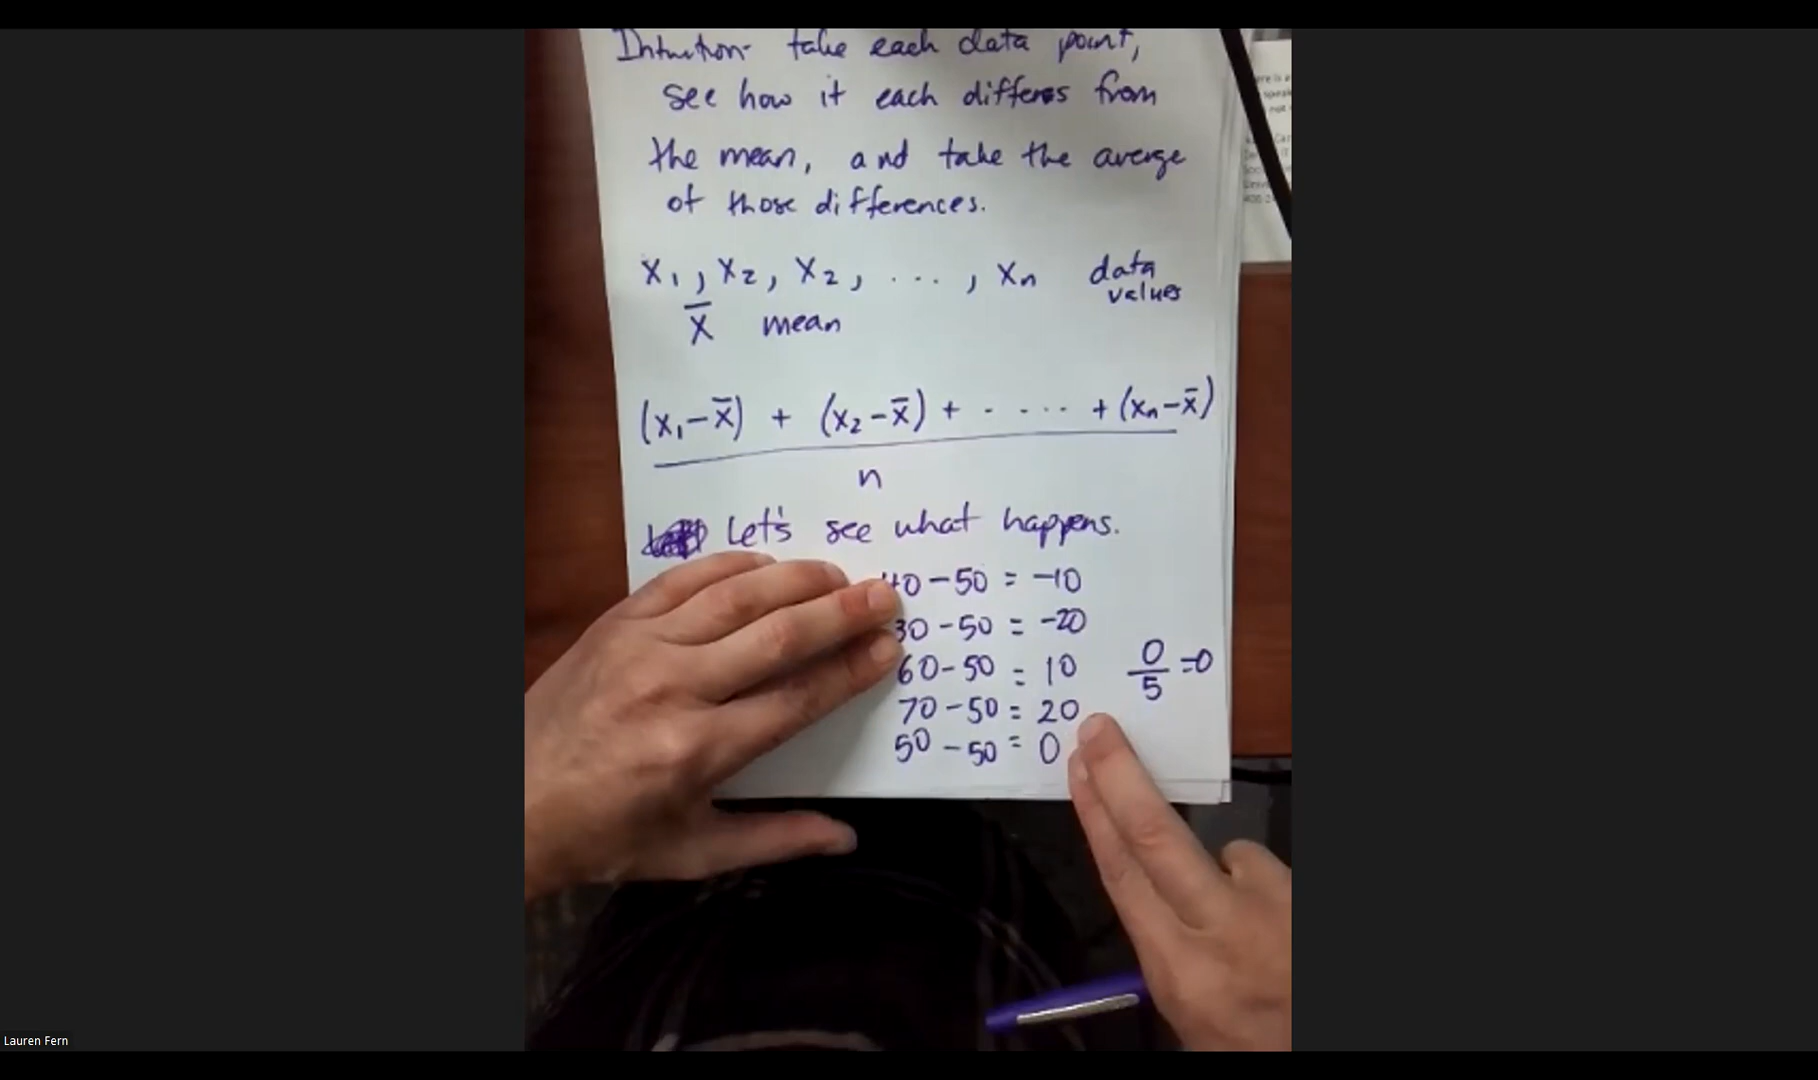 Intuition- take each data point,
see how it each differs from
the mean, and take the averge
of those differences.
x₁, x₂, x₂, ..., xₙ data values
x̄ mean
(x₁-x̄) + (x₂-x̄) + ..... + (xₙ-x̄)
n
Let's see what happens.
40-50 = -10
30-50 = -20
60-50 = 10
0/5 = 0
70-50 = 20
50-50 = 0
Lauren Fern